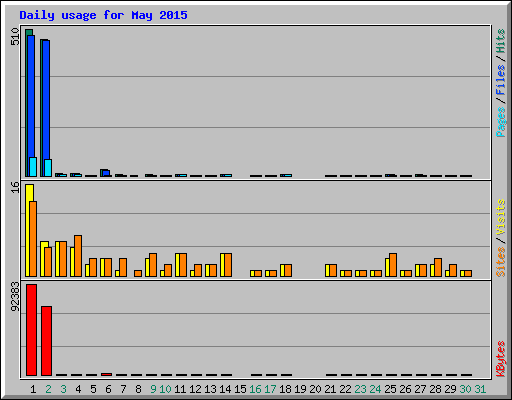 Daily usage for May 2015
510
Pages / Files / Hits
16
Sites / Visits
92383
KBytes
1 2 3 4 5 6 7 8 9 10 11 12 13 14 15 16 17 18 19 20 21 22 23 24 25 26 27 28 29 30 31